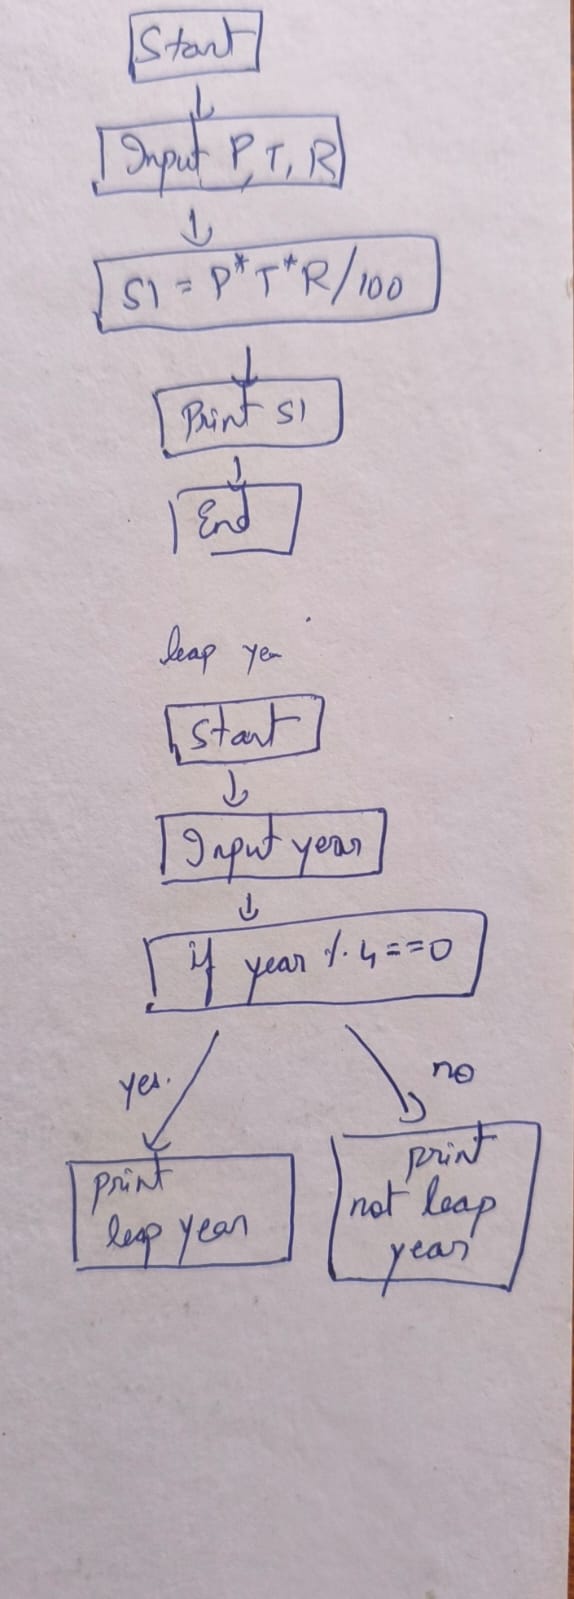 Start
Input P, T, R
SI = P*T*R/100
Print SI
End
leap yea
Start
Input year
if year % 4 == 0
yes.
no
print
leap year
print
not leap
year